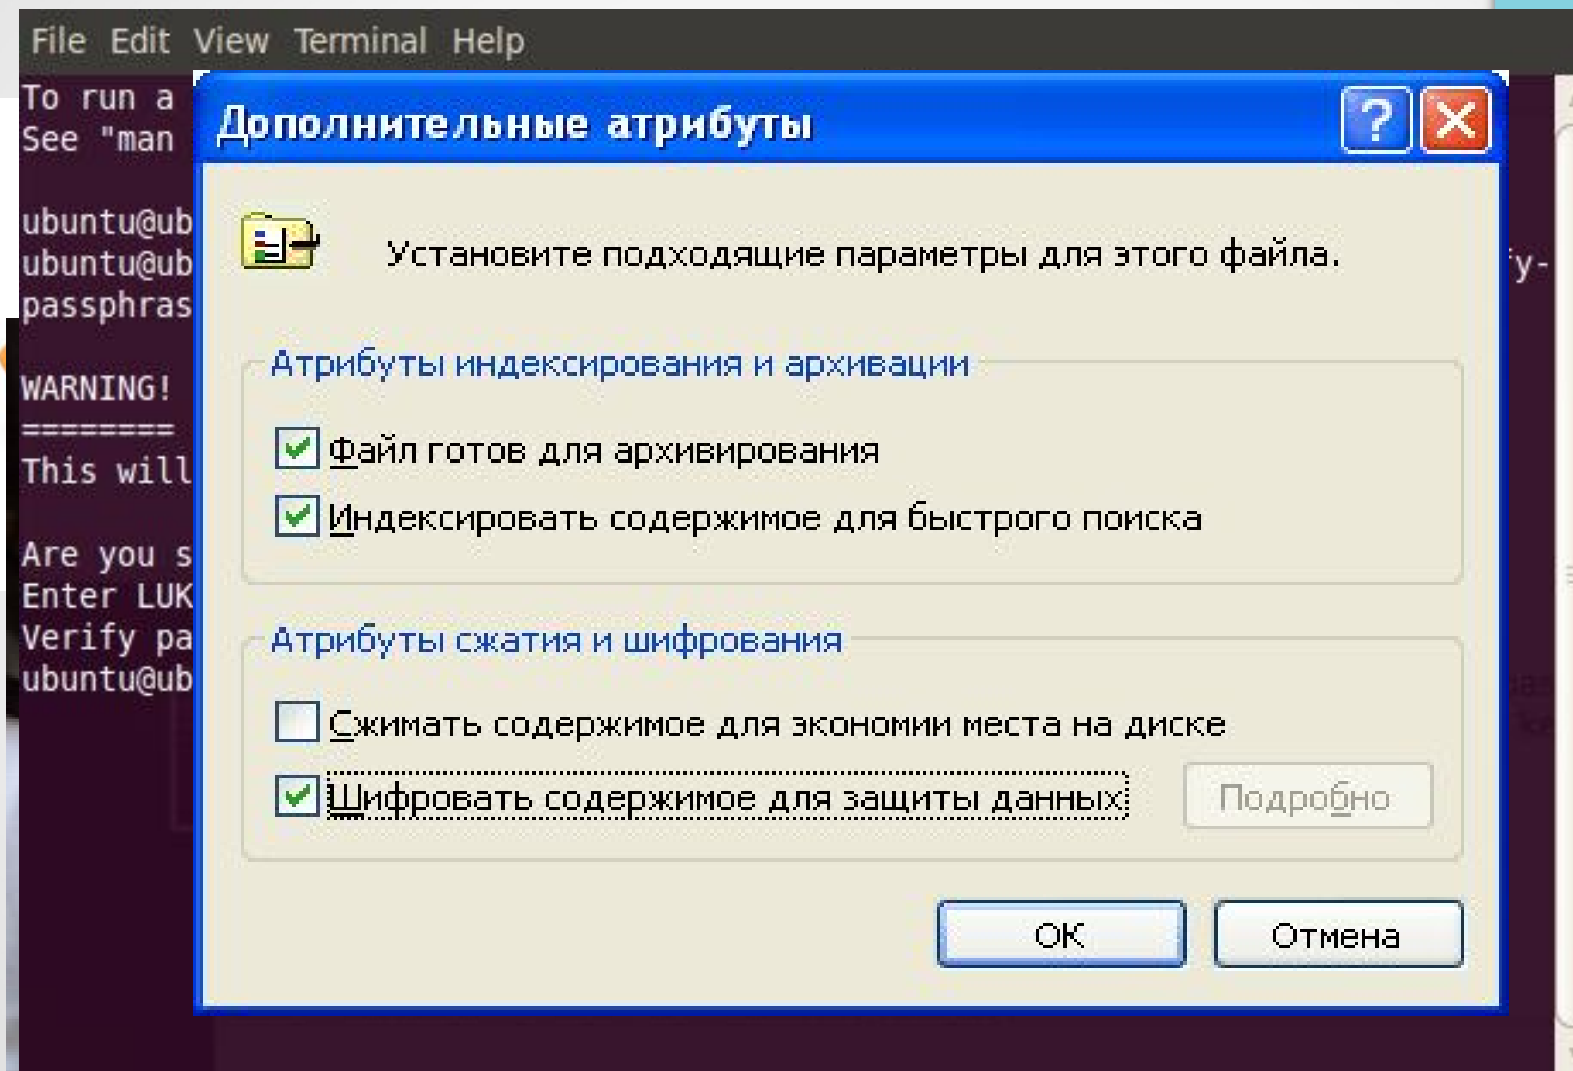 File Edit View Terminal Help
To run a
See "man
Дополнительные атрибуты
ubuntu@ub
ubuntu@ub
y-
passphras
Установите подходящие параметры для этого файла.
WARNING!
========
This will
Are you s
Enter LUK
Verify pa
ubuntu@ub
Атрибуты индексирования и архивации
Файл готов для архивирования
Индексировать содержимое для быстрого поиска
Атрибуты сжатия и шифрования
Сжимать содержимое для экономии места на диске
Шифровать содержимое для защиты данных
Подробно
ОК
Отмена